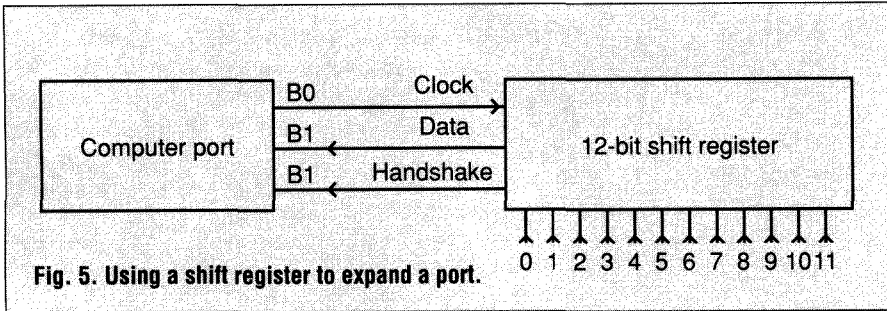 B0 Clock
B1 Data
Computer port
12-bit shift register
B1 Handshake
0 1 2 3 4 5 6 7 8 9 10 11
Fig. 5. Using a shift register to expand a port.